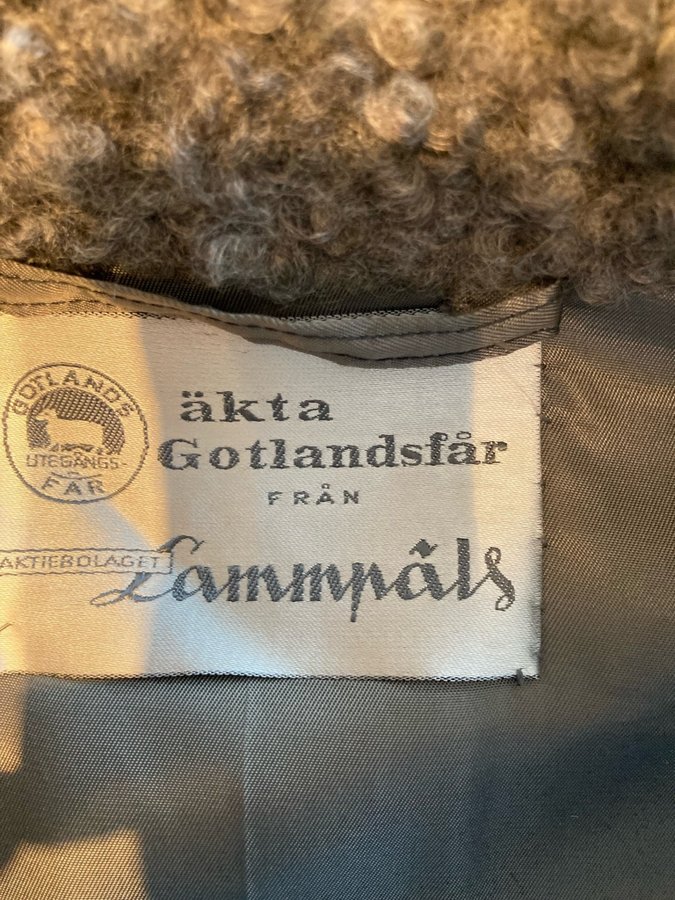 GOTLANDS
UTEGÅNGS-
FÅR
äkta
Gotlandsfår
FRÅN
AKTIEBOLAGET
Lammpäls